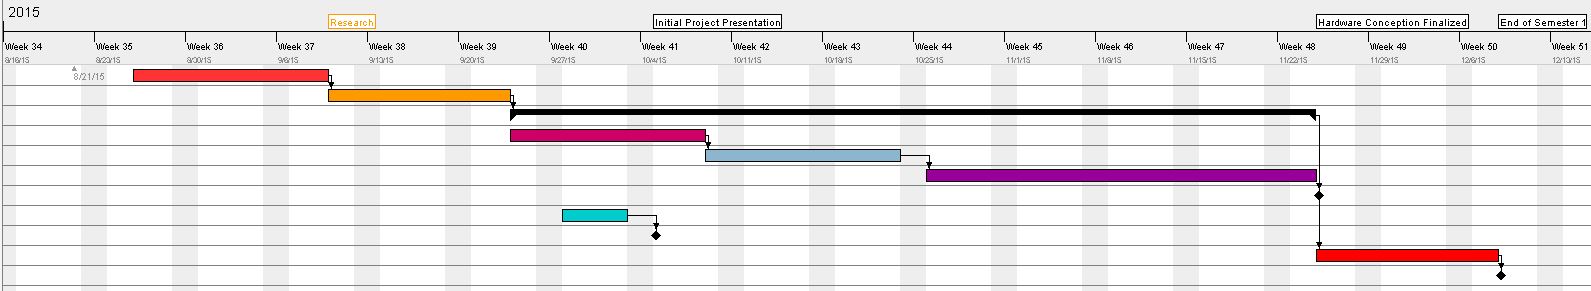 2015
Research Initial Project Presentation Hardware Conception Finalized End of Semester 1
Week 34 Week 35 Week 36 Week 37 Week 38 Week 39 Week 40 Week 41 Week 42 Week 43 Week 44 Week 45 Week 46 Week 47 Week 48 Week 49 Week 50 Week 51
8/16/15 8/23/15 8/30/15 9/6/15 9/13/15 9/20/15 9/27/15 10/4/15 10/11/15 10/18/15 10/25/15 11/1/15 11/8/15 11/15/15 11/22/15 11/29/15 12/6/15 12/13/15
8/21/15